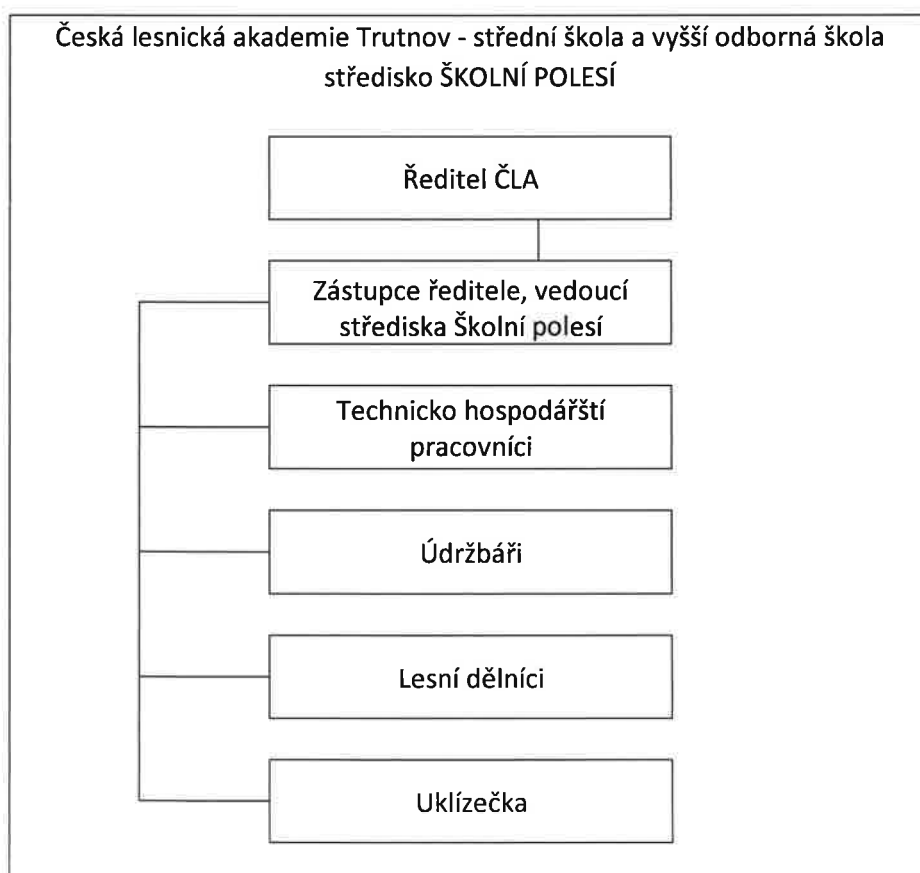 Česká lesnická akademie Trutnov - střední škola a vyšší odborná škola
středisko ŠKOLNÍ POLESÍ
Ředitel ČLA
Zástupce ředitele, vedoucí
střediska Školní polesí
Technicko hospodářští
pracovníci
Údržbáři
Lesní dělníci
Uklízečka